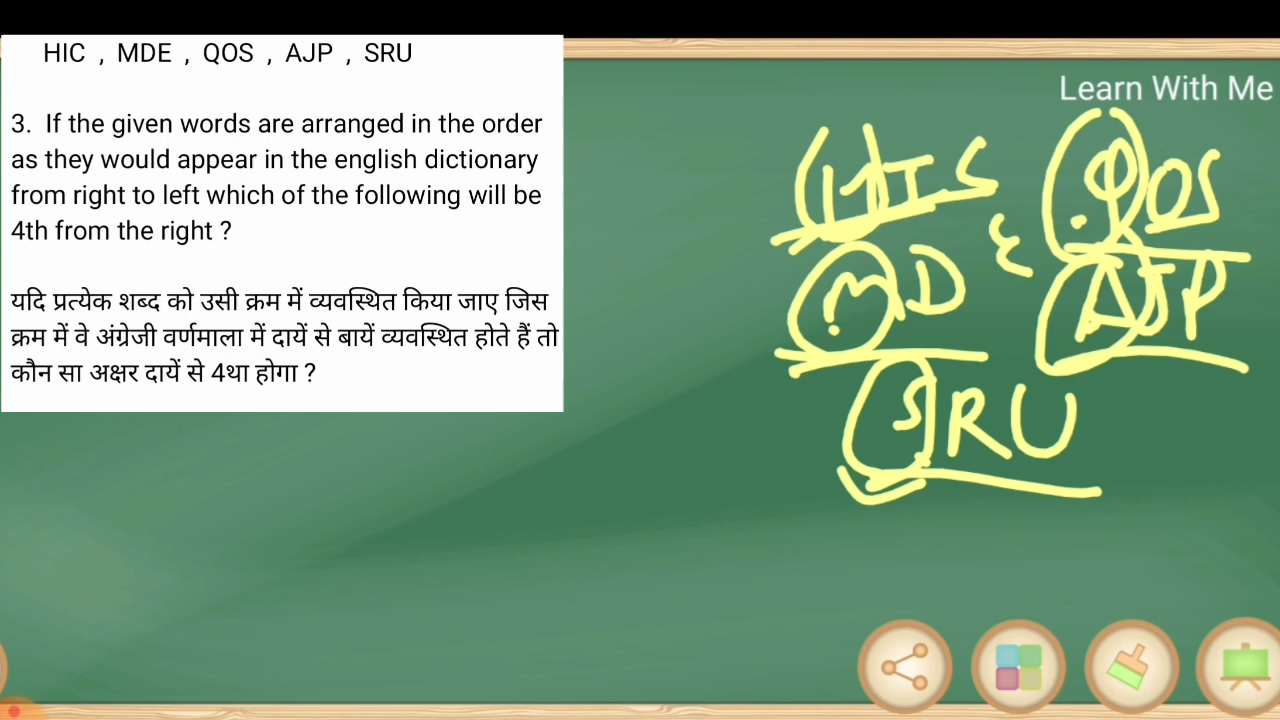 HIC , MDE , QOS , AJP , SRU
3. If the given words are arranged in the order
as they would appear in the english dictionary
from right to left which of the following will be
4th from the right ?
यदि प्रत्येक शब्द को उसी क्रम में व्यवस्थित किया जाए जिस
क्रम में वे अंग्रेजी वर्णमाला में दायें से बायें व्यवस्थित होते हैं तो
कौन सा अक्षर दायें से 4था होगा ?
Learn With Me
HIC QOS
MDE AJP
SRU